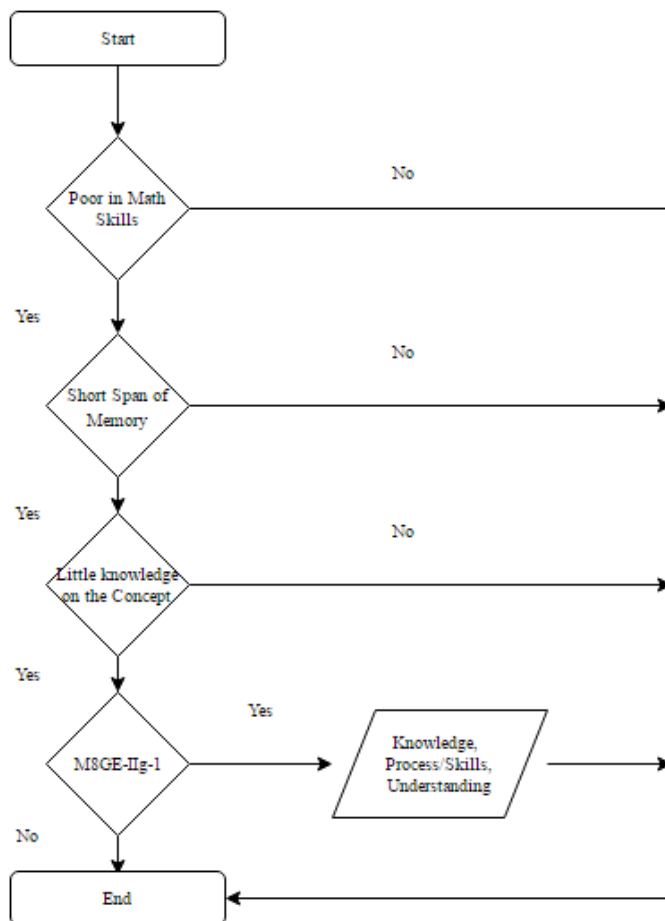 Start
No
Poor in Math
Skills
Yes
No
Short Span of
Memory
Yes
No
Little knowledge
on the Concept
Yes
Yes
M8GE-IIg-1
Knowledge,
Process/Skills,
Understanding
No
End